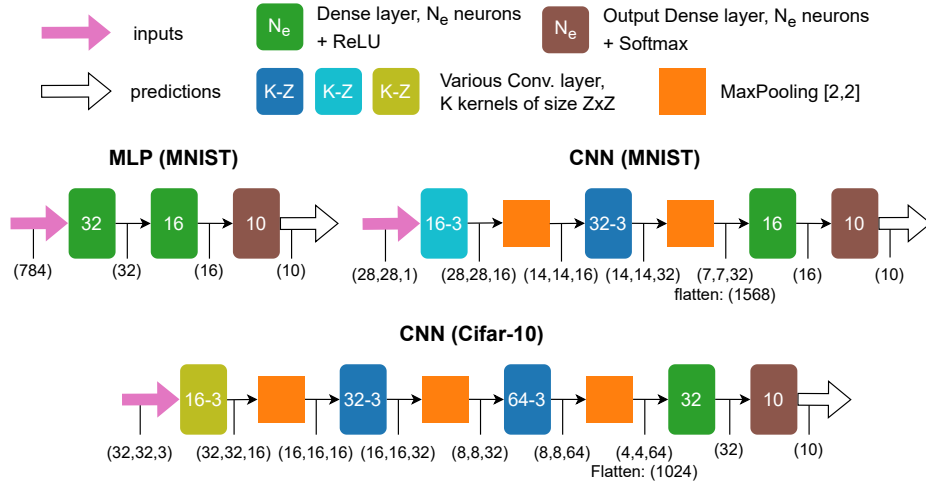 inputs
Ne
Dense layer, Ne neurons
+ ReLU
Ne
Output Dense layer, Ne neurons
+ Softmax
predictions
K-Z
K-Z
K-Z
Various Conv. layer,
K kernels of size ZxZ
MaxPooling [2,2]
MLP (MNIST)
32
16
10
(784)
(32)
(16)
(10)
CNN (MNIST)
16-3
32-3
16
10
(28,28,1)
(28,28,16)
(14,14,16)
(14,14,32)
(7,7,32)
flatten: (1568)
(16)
(10)
CNN (Cifar-10)
16-3
32-3
64-3
32
10
(32,32,3)
(32,32,16)
(16,16,16)
(16,16,32)
(8,8,32)
(8,8,64)
(4,4,64)
Flatten: (1024)
(32)
(10)